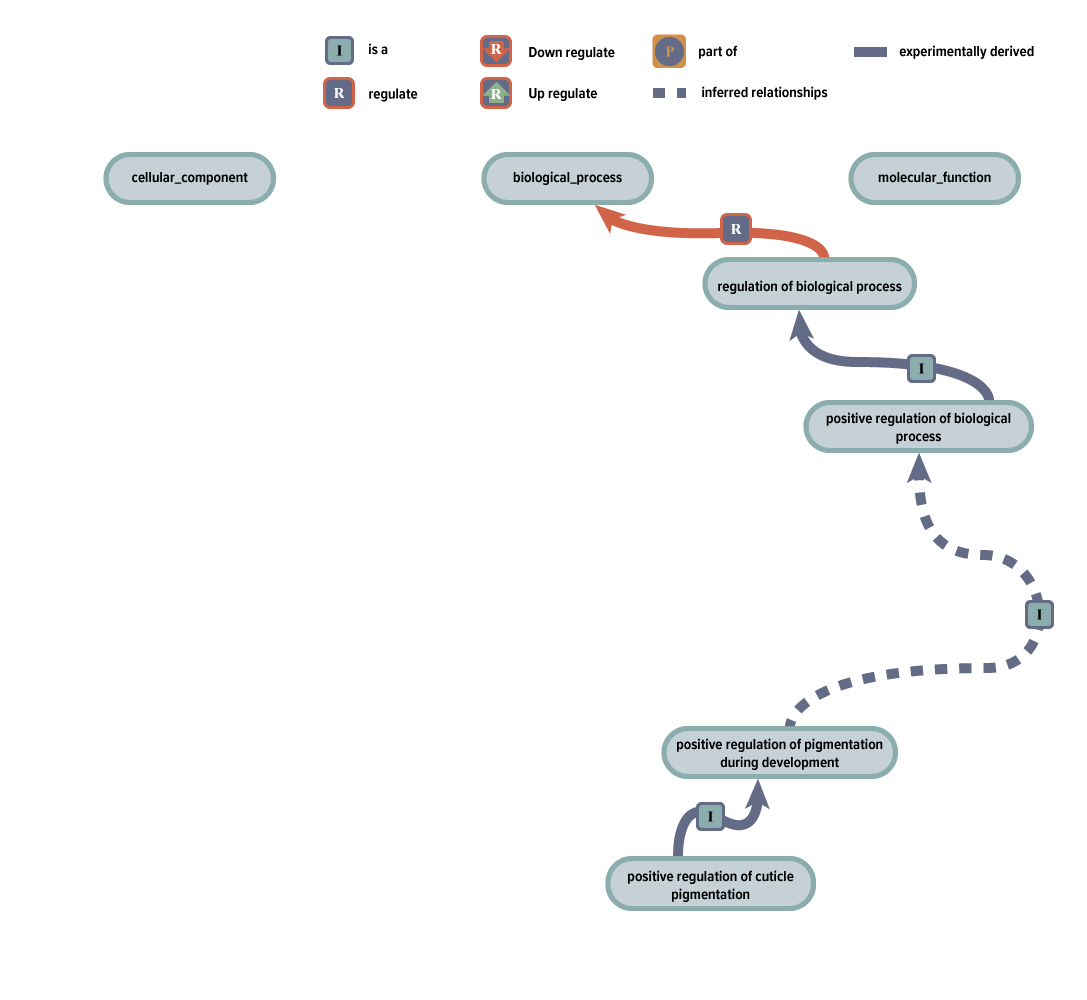 I is a
R Down regulate
P part of
experimentally derived
R regulate
R Up regulate
inferred relationships
cellular_component
biological_process
molecular_function
R
regulation of biological process
I
positive regulation of biological
process
I
positive regulation of pigmentation
during development
I
positive regulation of cuticle
pigmentation